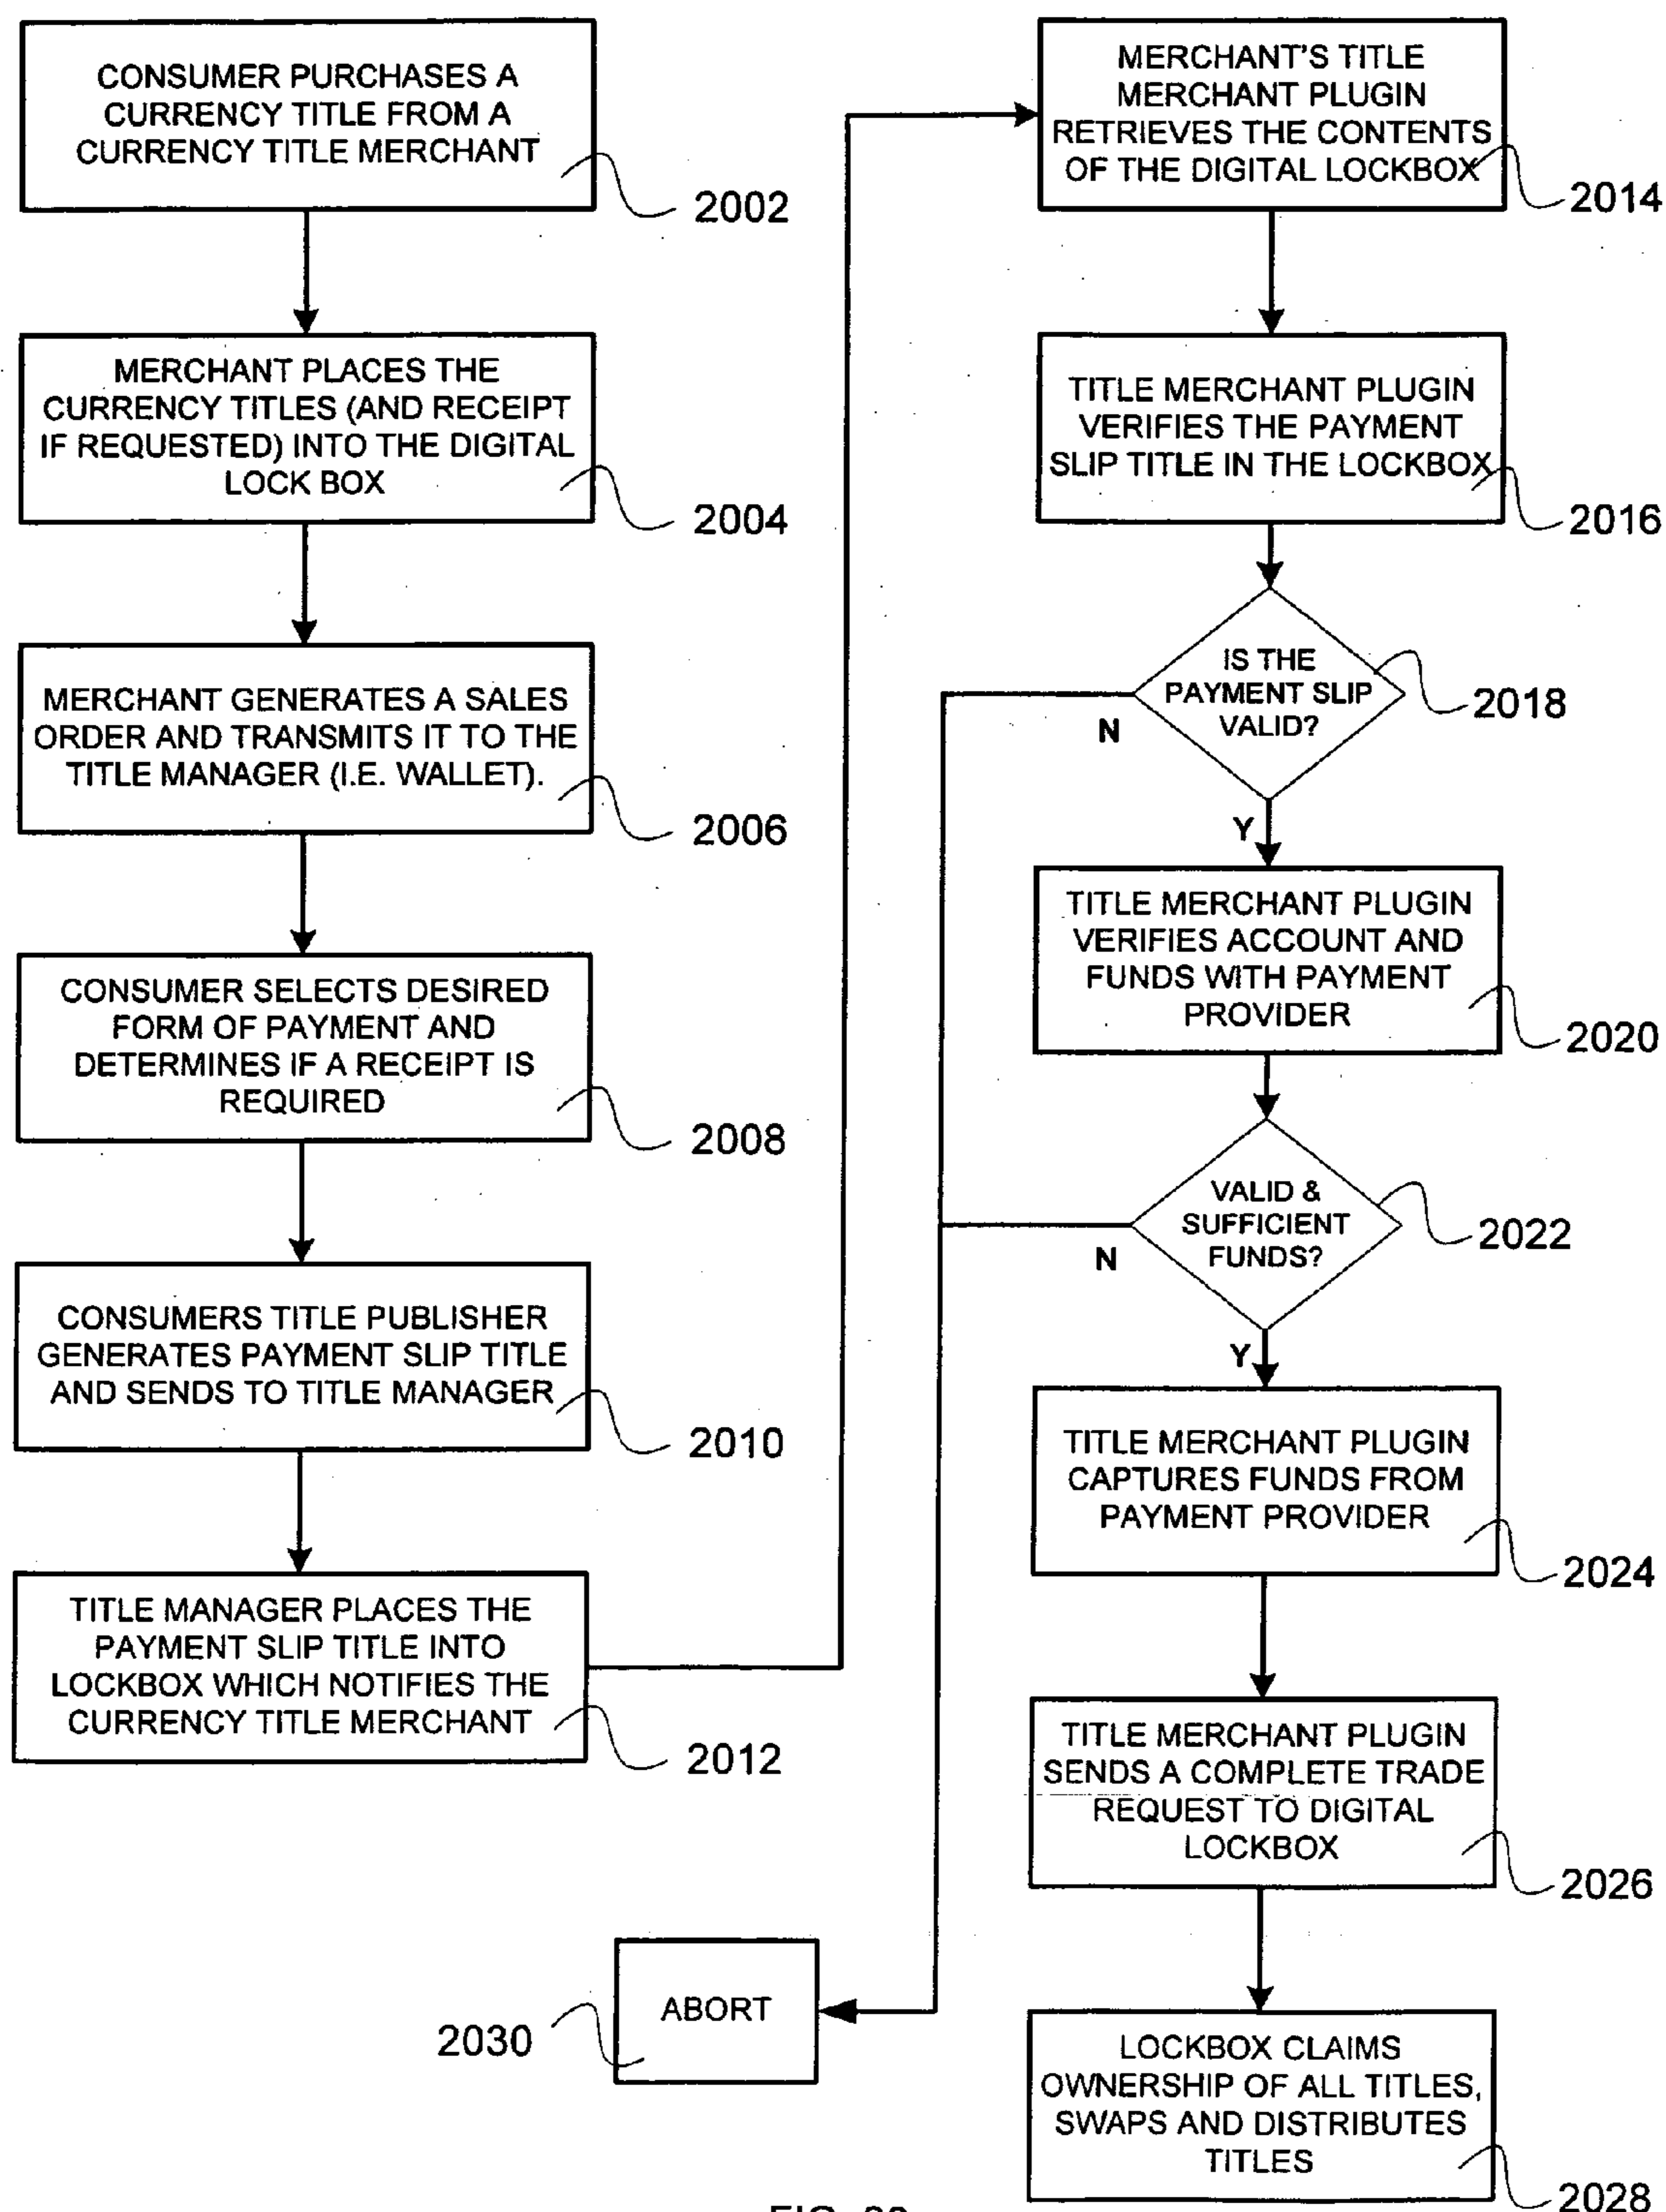 CONSUMER PURCHASES A
CURRENCY TITLE FROM A
CURRENCY TITLE MERCHANT
2002
MERCHANT PLACES THE
CURRENCY TITLES (AND RECEIPT
IF REQUESTED) INTO THE DIGITAL
LOCK BOX
2004
MERCHANT GENERATES A SALES
ORDER AND TRANSMITS IT TO THE
TITLE MANAGER (I.E. WALLET).
2006
CONSUMER SELECTS DESIRED
FORM OF PAYMENT AND
DETERMINES IF A RECEIPT IS
REQUIRED
2008
CONSUMERS TITLE PUBLISHER
GENERATES PAYMENT SLIP TITLE
AND SENDS TO TITLE MANAGER
2010
TITLE MANAGER PLACES THE
PAYMENT SLIP TITLE INTO
LOCKBOX WHICH NOTIFIES THE
CURRENCY TITLE MERCHANT
2012
MERCHANT'S TITLE
MERCHANT PLUGIN
RETRIEVES THE CONTENTS
OF THE DIGITAL LOCKBOX
2014
TITLE MERCHANT PLUGIN
VERIFIES THE PAYMENT
SLIP TITLE IN THE LOCKBOX
2016
IS THE
PAYMENT SLIP
VALID?
2018
N
Y
TITLE MERCHANT PLUGIN
VERIFIES ACCOUNT AND
FUNDS WITH PAYMENT
PROVIDER
2020
VALID &
SUFFICIENT
FUNDS?
2022
N
Y
TITLE MERCHANT PLUGIN
CAPTURES FUNDS FROM
PAYMENT PROVIDER
2024
TITLE MERCHANT PLUGIN
SENDS A COMPLETE TRADE
REQUEST TO DIGITAL
LOCKBOX
2026
ABORT
2030
LOCKBOX CLAIMS
OWNERSHIP OF ALL TITLES,
SWAPS AND DISTRIBUTES
TITLES
2028